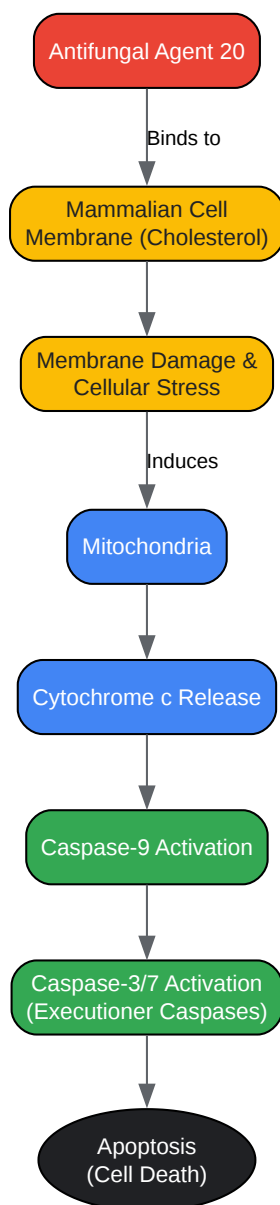 Antifungal Agent 20
Binds to
Mammalian Cell
Membrane (Cholesterol)
Membrane Damage &
Cellular Stress
Induces
Mitochondria
Cytochrome c Release
Caspase-9 Activation
Caspase-3/7 Activation
(Executioner Caspases)
Apoptosis
(Cell Death)